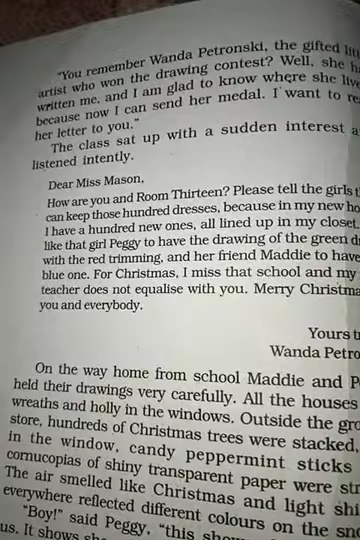 "You remember Wanda Petronski, the gifted
artist who won the drawing contest? Well, she
written me, and I am glad to know where she
because now I can send her medal. I want to
her letter to you."
The class sat up with a sudden interest
listened intently.
Dear Miss Mason,
How are you and Room Thirteen? Please tell the girls
can keep those hundred dresses, because in my new
I have a hundred new ones, all lined up in my closet.
like that girl Peggy to have the drawing of the green
with the red trimming, and her friend Maddie to have
blue one. For Christmas, I miss that school and my
teacher does not equalise with you. Merry
you and everybody.
Yours
Wanda
On the way home from school Maddie and
held their drawings very carefully. All the houses
wreaths and holly in the windows. Outside the
store, hundreds of Christmas trees were stacked,
in the window, candy peppermint sticks
cornucopias of shiny transparent paper were
The air smelled like Christmas and light
everywhere reflected different colours on the
"Boy!" said Peggy, "this
us. It shows